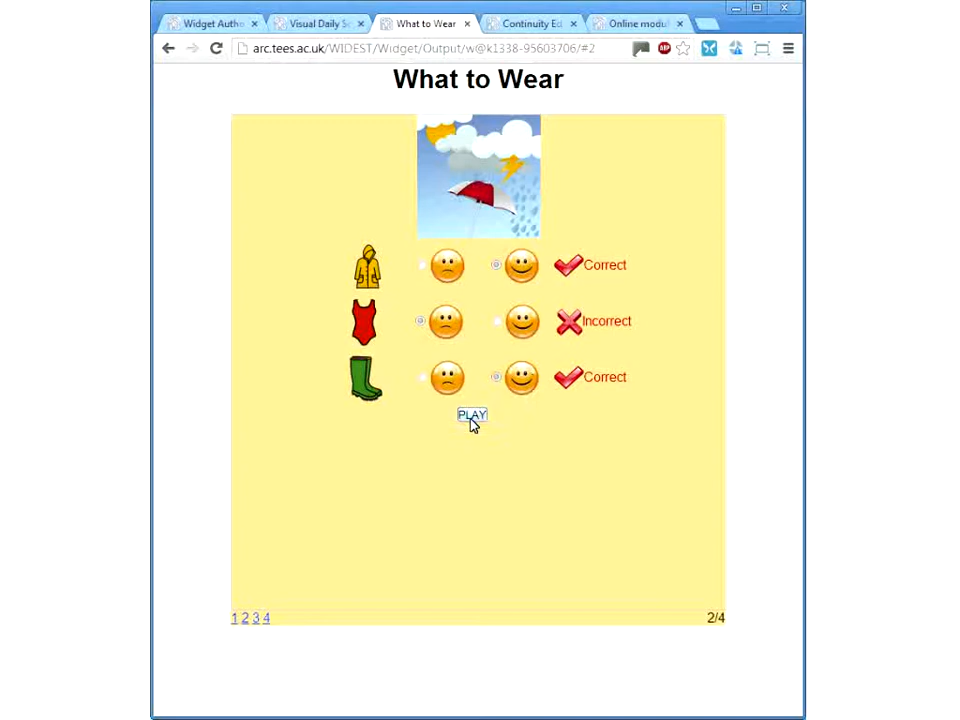 Widget Autho
Visual Daily S
What to Wear
Continuity Ed
Online modul
arc.tees.ac.uk/WIDEST/Widget/Output/w@k1338-95603706/#2
ABP
What to Wear
Correct
Incorrect
Correct
PLAY
1 2 3 4
2/4